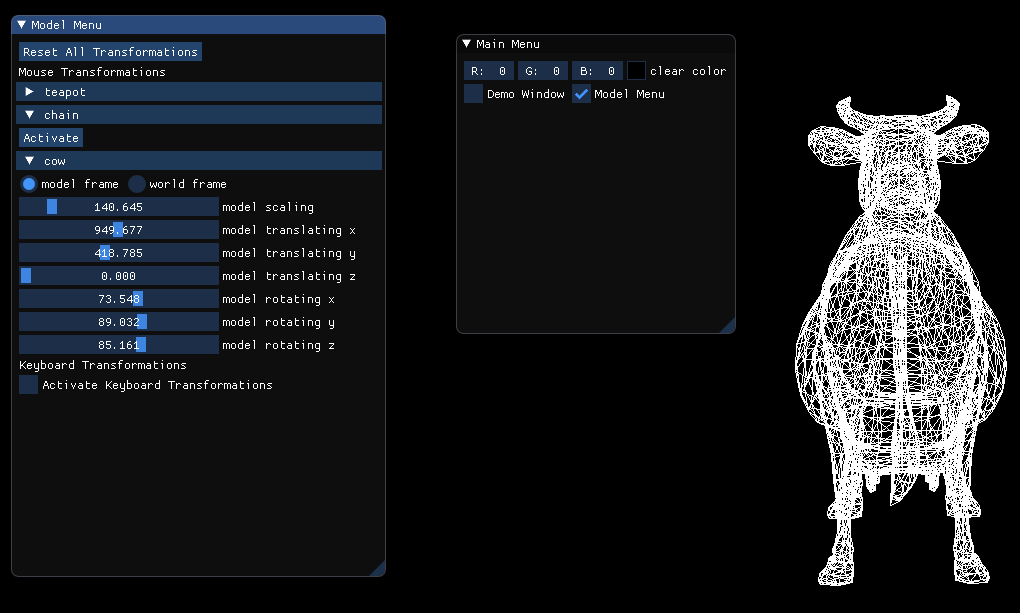 Model Menu
Reset All Transformations
Mouse Transformations
teapot
chain
Activate
cow
model frame world frame
140.645 model scaling
949.677 model translating x
418.785 model translating y
0.000 model translating z
73.548 model rotating x
89.032 model rotating y
85.161 model rotating z
Keyboard Transformations
Activate Keyboard Transformations
Main Menu
R: 0 G: 0 B: 0 clear color
Demo Window Model Menu